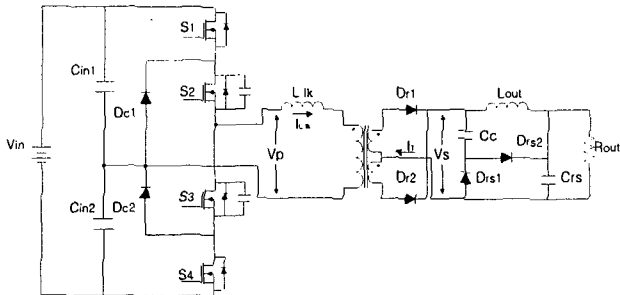 S1
Cin1
S2
L lk
Dr1
Lout
Dc1
Cc
Drs2
Rout
Vin
Vp
I1
Vs
Cin2
Dc2
S3
Dr2
Drs1
Crs
S4